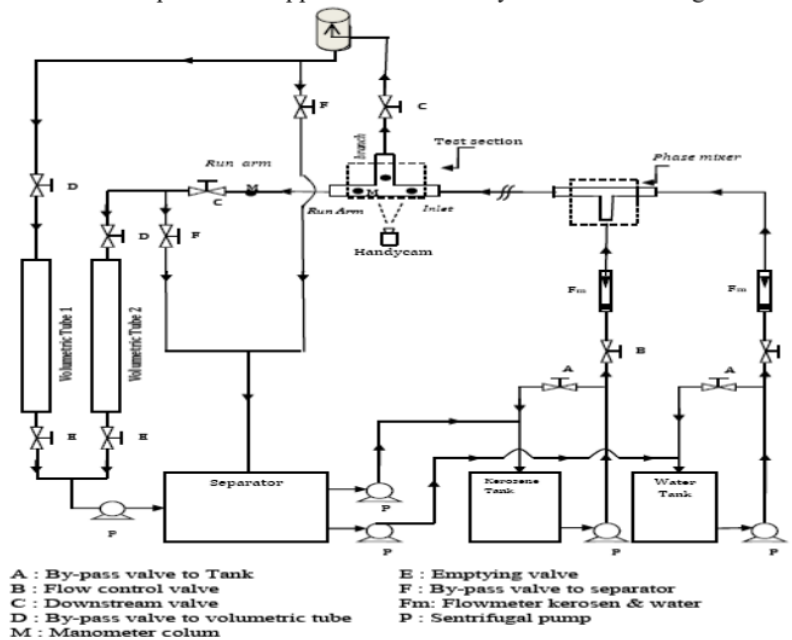 F
C
branch
Test section
Phase mixer
Run arm
D
C
M
M
Run Arm
Inlet
Handycam
D
F
Fm
Fm
Volumetric Tube 1
Volumetric Tube 2
B
A
A
E
E
Separator
Kerozene
Tank
Water
Tank
P
P
P
P
P
A : By-pass valve to Tank
B : Flow control valve
C : Downstream valve
D : By-pass valve to volumetric tube
M : Manometer colum
E : Emptying valve
F : By-pass valve to separator
Fm: Flowmeter kerosen & water
P : Sentrifugal pump